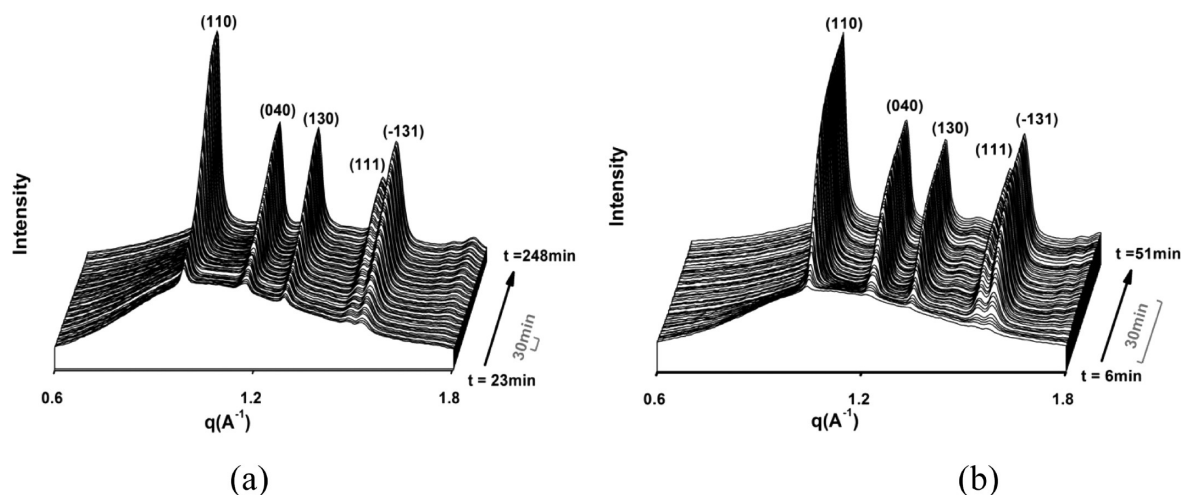 (110)
(040)
(130)
(-131)
(111)
Intensity
t =248min
30min
t = 23min
0.6
1.2
1.8
q(A⁻¹)
(a)
(110)
(040)
(130)
(-131)
(111)
Intensity
t =51min
30min
t = 6min
0.6
1.2
1.8
q(A⁻¹)
(b)